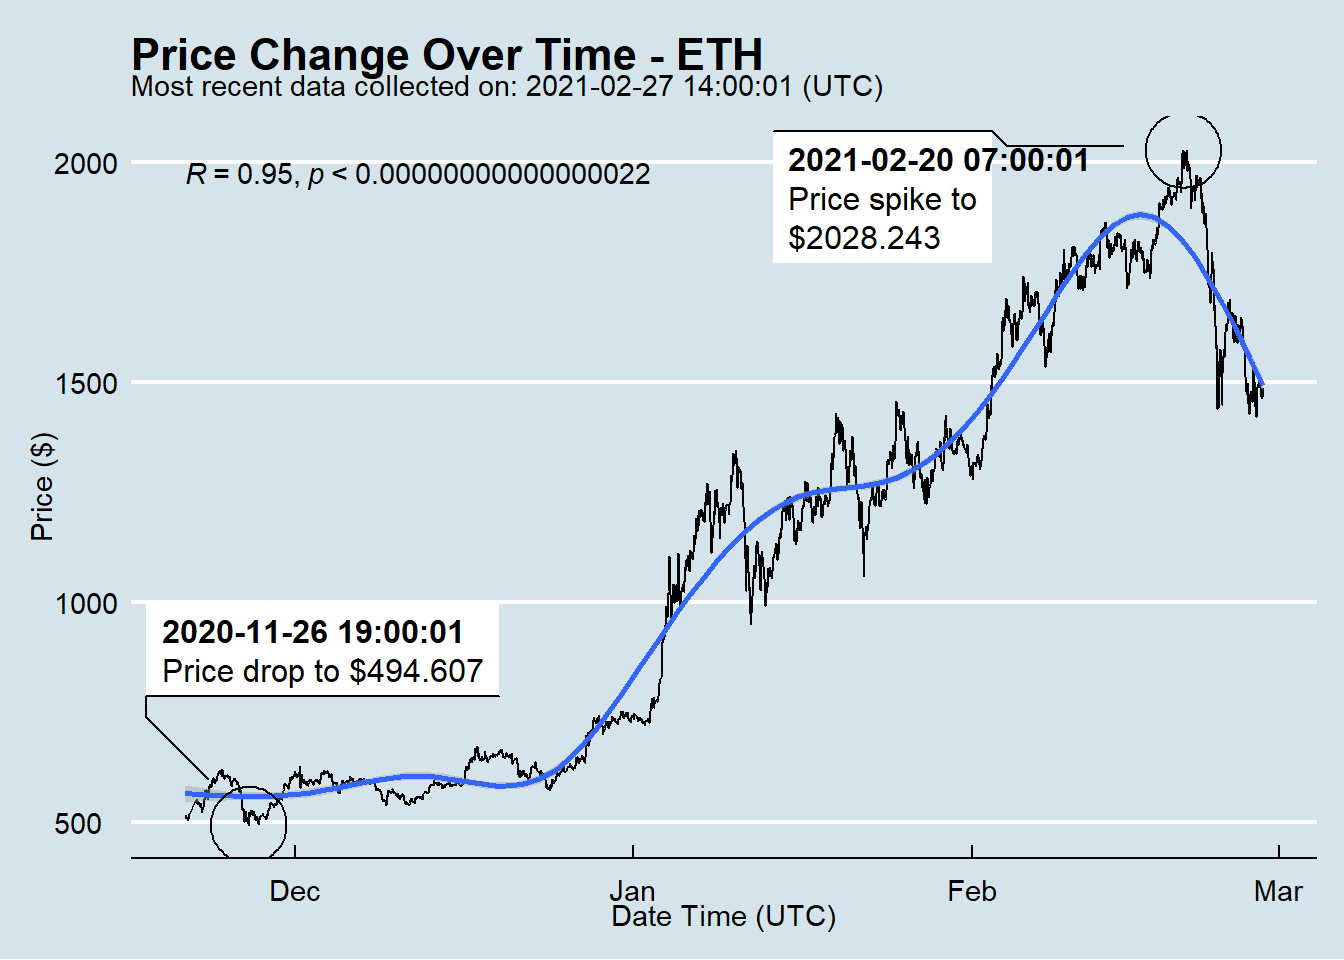 Price Change Over Time - ETH
Most recent data collected on: 2021-02-27 14:00:01 (UTC)
R = 0.95, p < 0.00000000000000022
2021-02-20 07:00:01
Price spike to
$2028.243
2020-11-26 19:00:01
Price drop to $494.607
2000
1500
1000
500
Price ($)
Dec
Jan
Feb
Mar
Date Time (UTC)